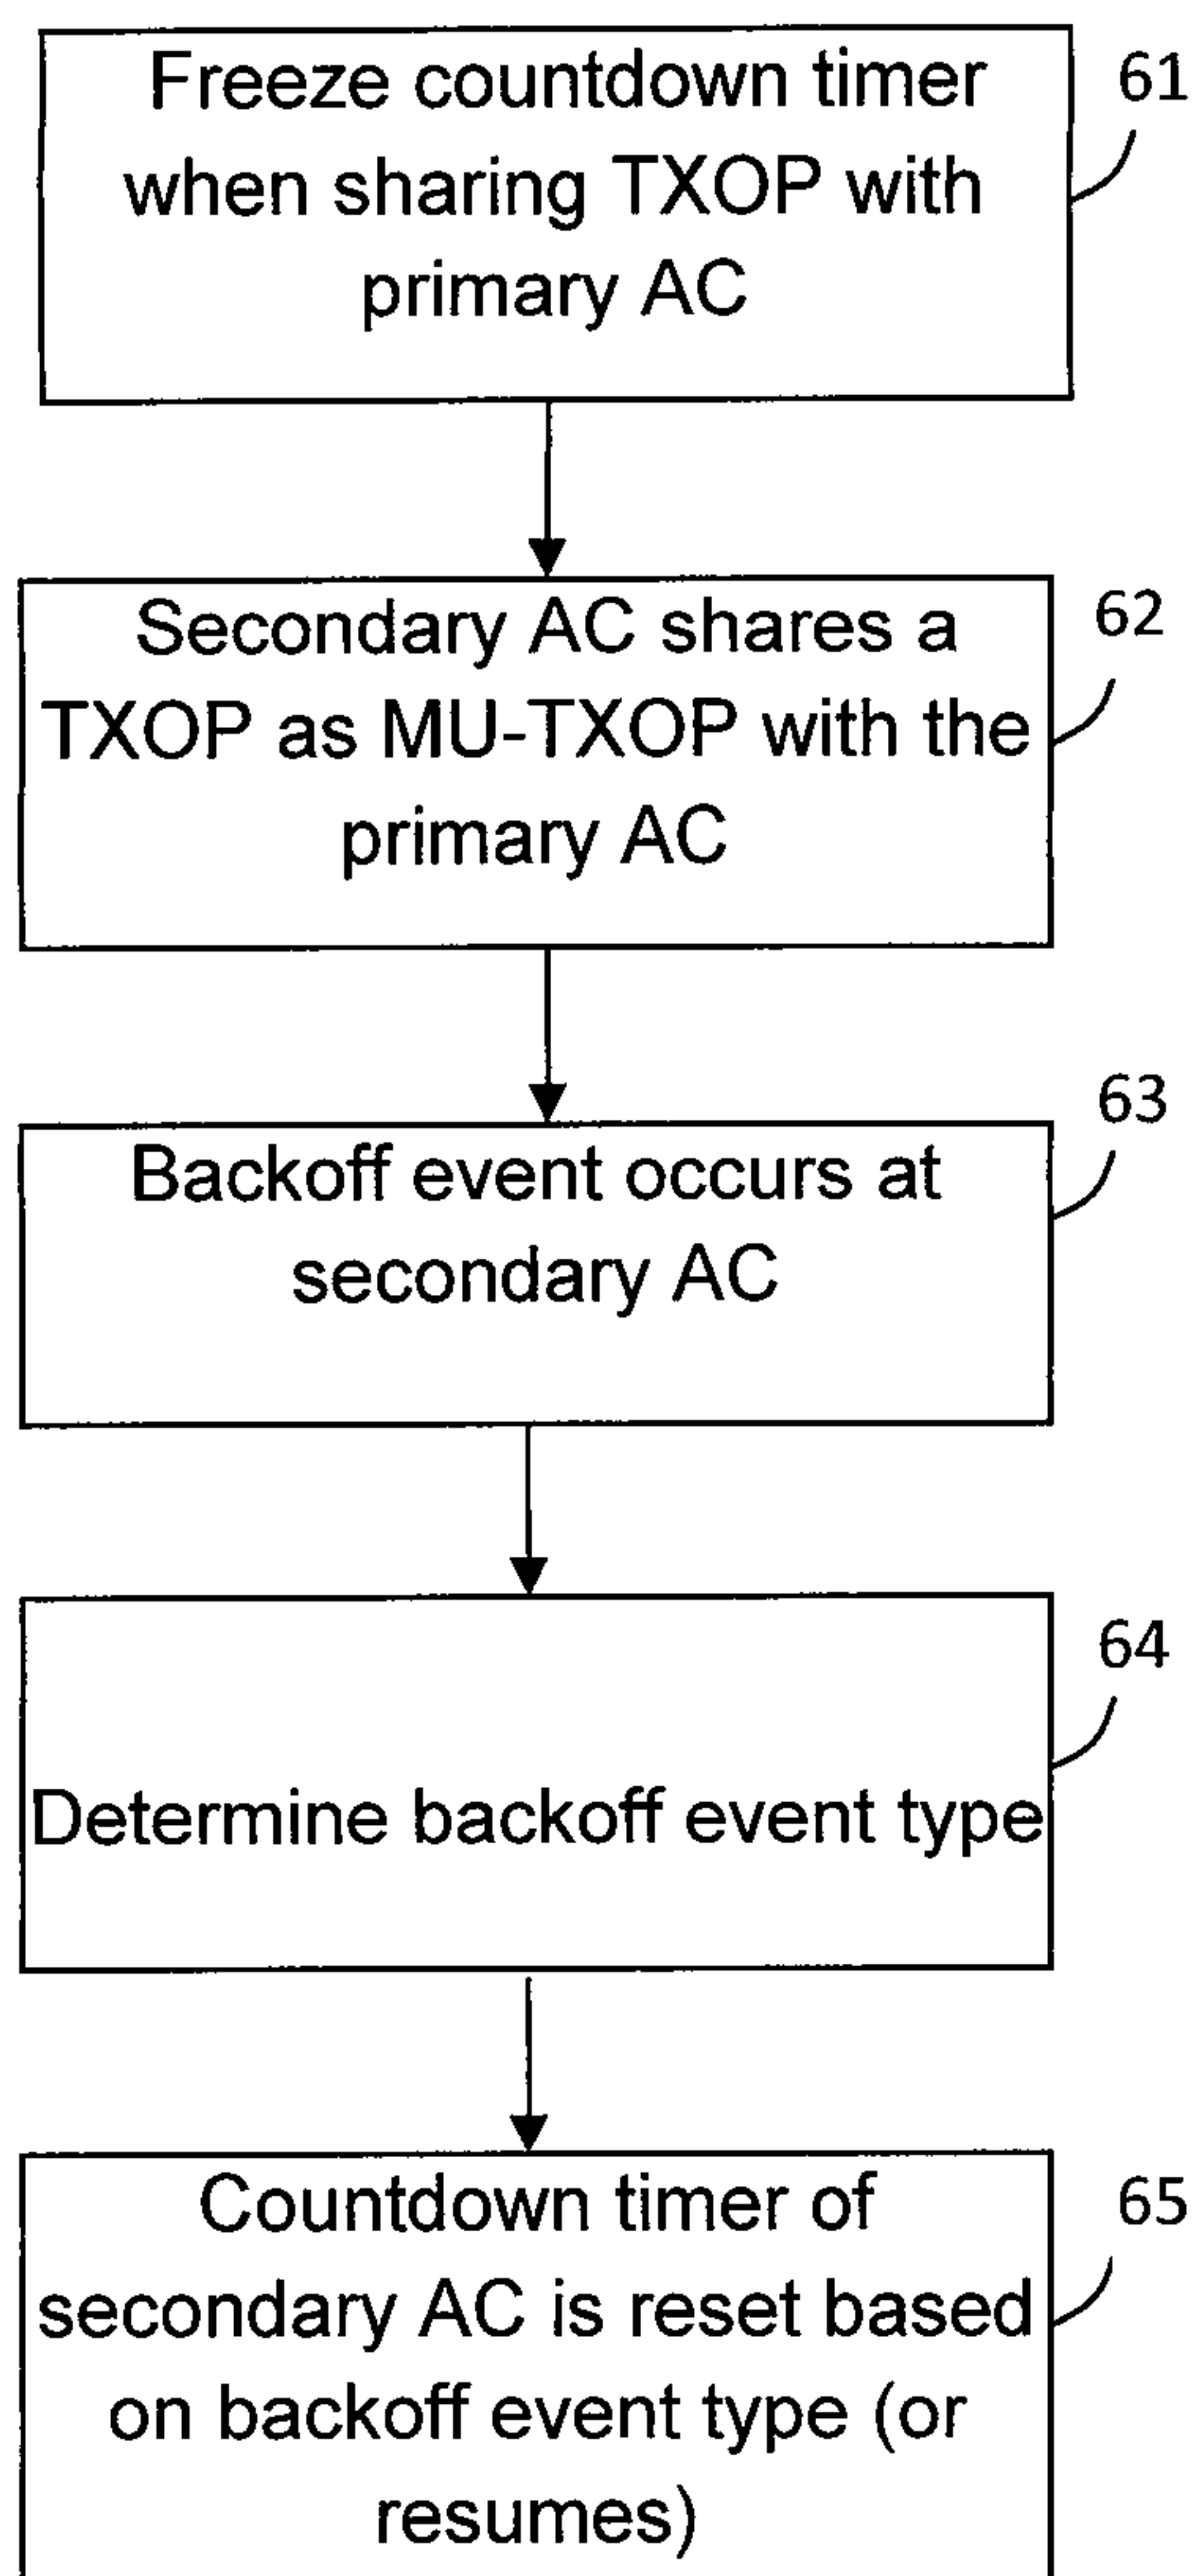 Freeze countdown timer
when sharing TXOP with
primary AC
61
Secondary AC shares a
TXOP as MU-TXOP with the
primary AC
62
Backoff event occurs at
secondary AC
63
Determine backoff event type
64
Countdown timer of
secondary AC is reset based
on backoff event type (or
resumes)
65